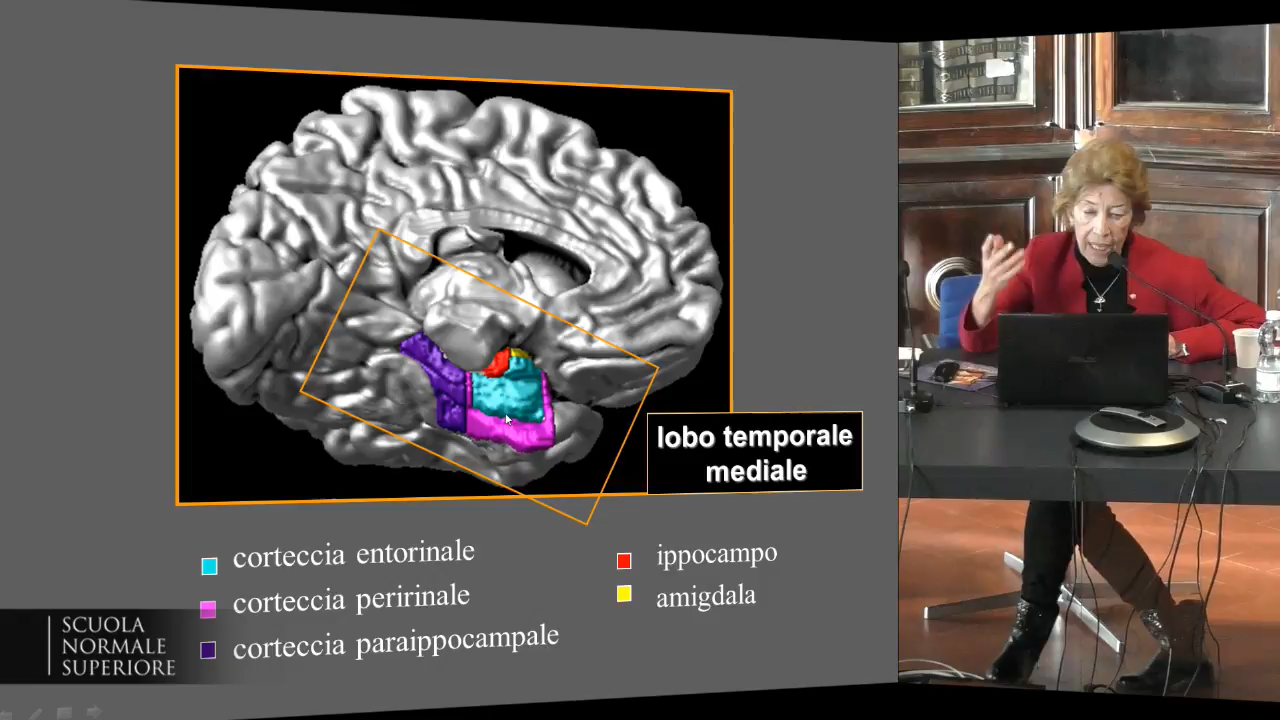 lobo temporale
mediale
corteccia entorinale
corteccia peririnale
corteccia paraippocampale
ippocampo
amigdala
SCUOLA
NORMALE
SUPERIORE